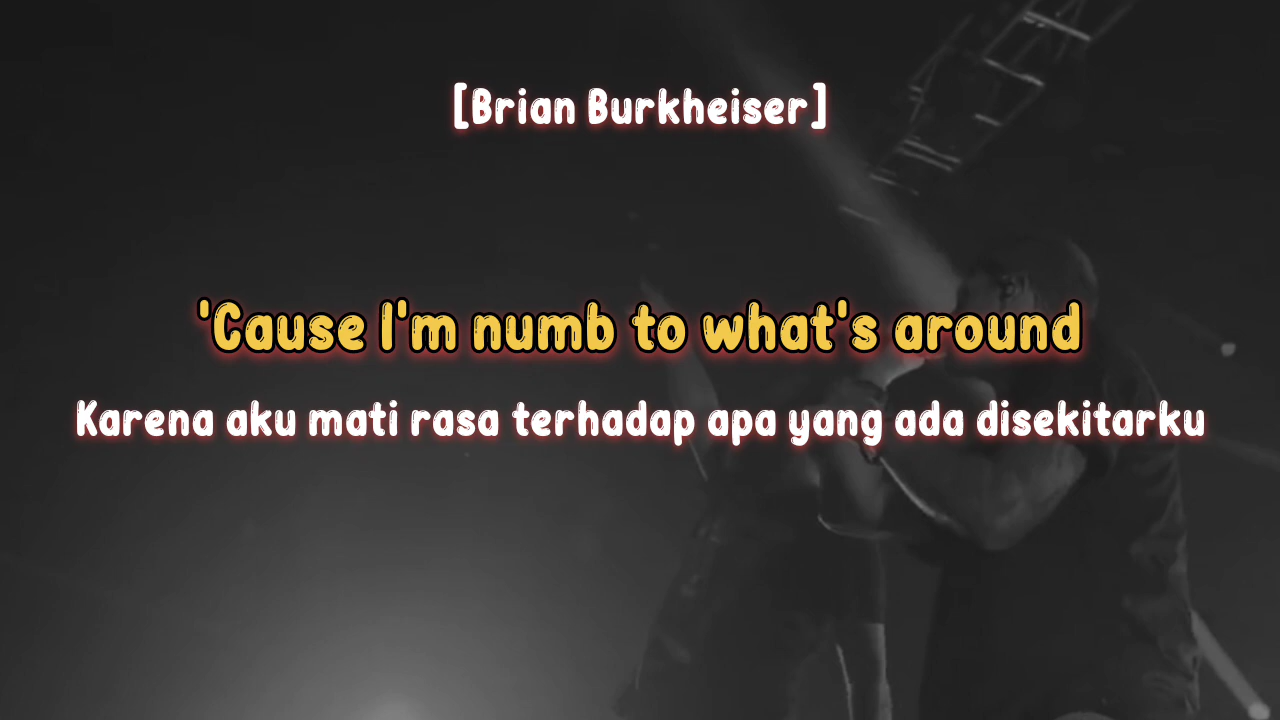 [Brian Burkheiser]
'Cause I'm numb to what's around
Karena aku mati rasa terhadap apa yang ada disekitarku